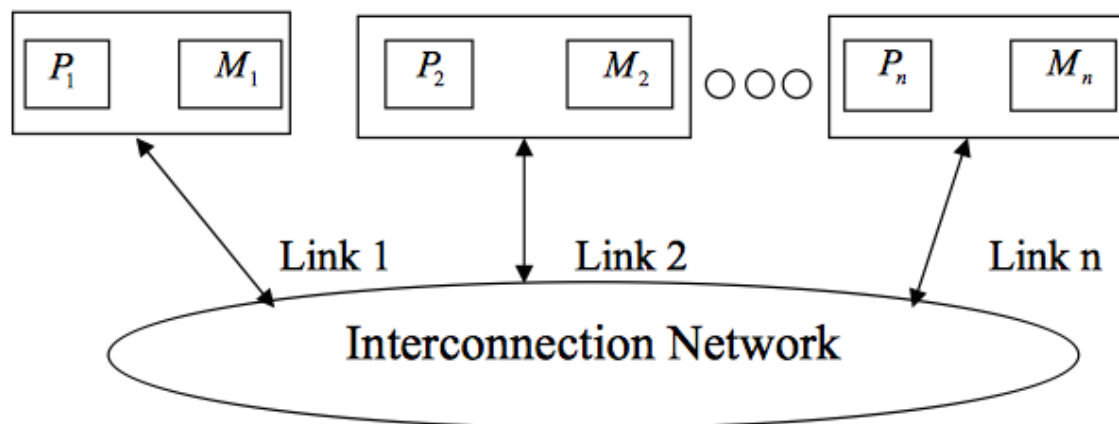 P₁ M₁ P₂ M₂ Pₙ Mₙ
Link 1 Link 2 Link n
Interconnection Network